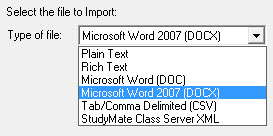 Select the file to Import:
Type of file: Microsoft Word 2007 (DOCX)
Plain Text
Rich Text
Microsoft Word (DOC)
Microsoft Word 2007 (DOCX)
Tab/Comma Delimited (CSV)
StudyMate Class Server XML